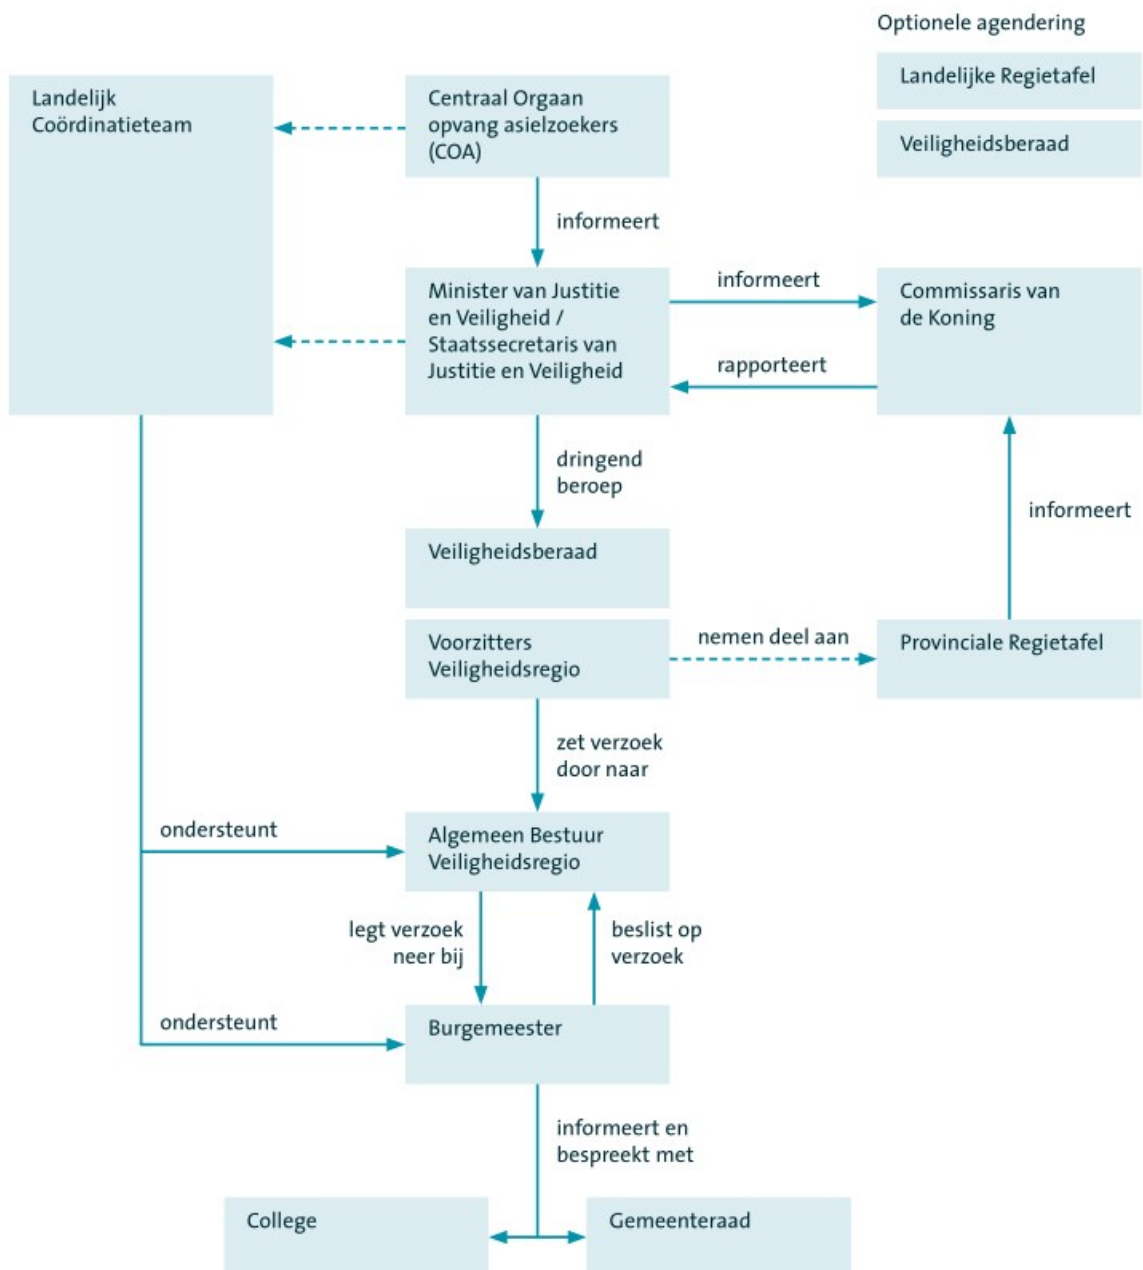 Optionele agendering
Landelijke Regietafel
Veiligheidsberaad
Landelijk
Coördinatieteam
Centraal Orgaan
opvang asielzoekers
(COA)
informeert
Minister van Justitie
en Veiligheid /
Staatssecretaris van
Justitie en Veiligheid
informeert
rapporteert
Commissaris van
de Koning
dringend
beroep
informeert
Veiligheidsberaad
Voorzitters
Veiligheidsregio
nemen deel aan
Provinciale Regietafel
zet verzoek
door naar
ondersteunt
Algemeen Bestuur
Veiligheidsregio
legt verzoek
neer bij
beslist op
verzoek
ondersteunt
Burgemeester
informeert en
bespreekt met
College
Gemeenteraad